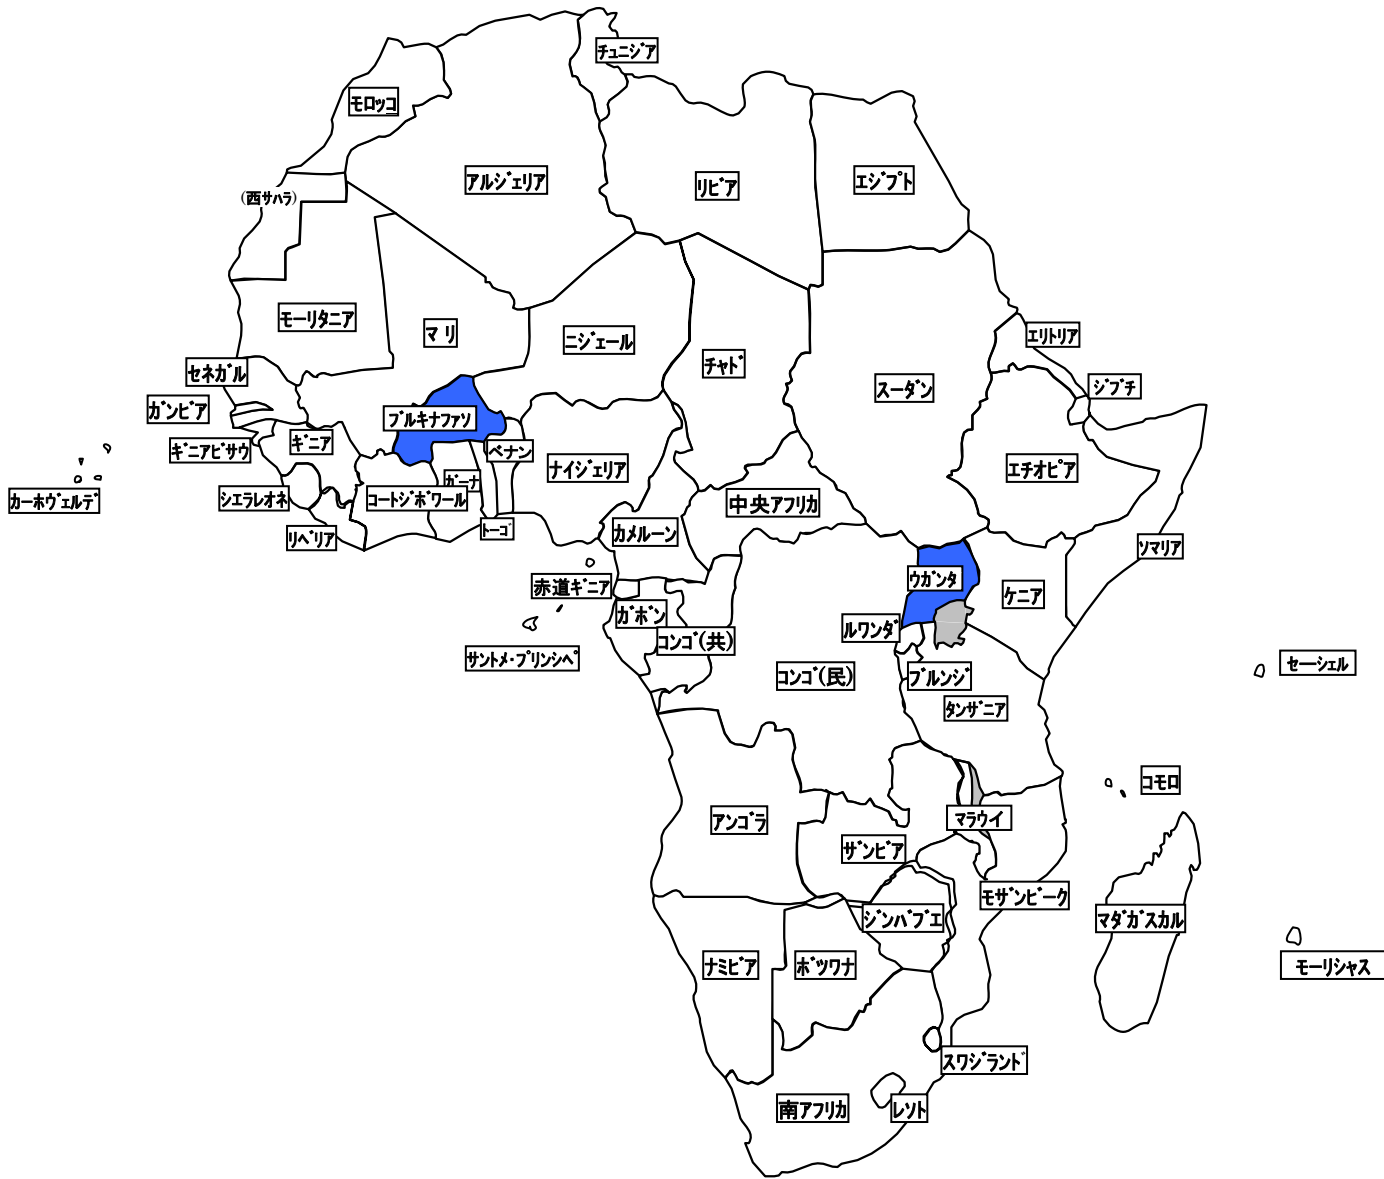 チュニジア
モロッコ
アルジェリア
リビア
エジプト
(西サハラ)
モーリタニア
マリ
ニジェール
チャド
スーダン
エリトリア
セネガル
ジブチ
ガンビア
ブルキナファソ
ギニアビサウ
ギニア
ベナン
ナイジェリア
エチオピア
ガーナ
カーホヴェルデ
シエラレオネ
コートジボワール
中央アフリカ
リベリア
トーゴ
カメルーン
ソマリア
赤道ギニア
ウガンダ
ケニア
ガボン
ルワンダ
コンゴ(共)
サントメ・プリンシペ
コンゴ(民)
ブルンジ
セーシェル
タンザニア
コモロ
アンゴラ
マラウイ
ザンビア
モザンビーク
ジンバブエ
マダガスカル
ナミビア
ボツワナ
モーリシャス
スワジランド
南アフリカ
レソト